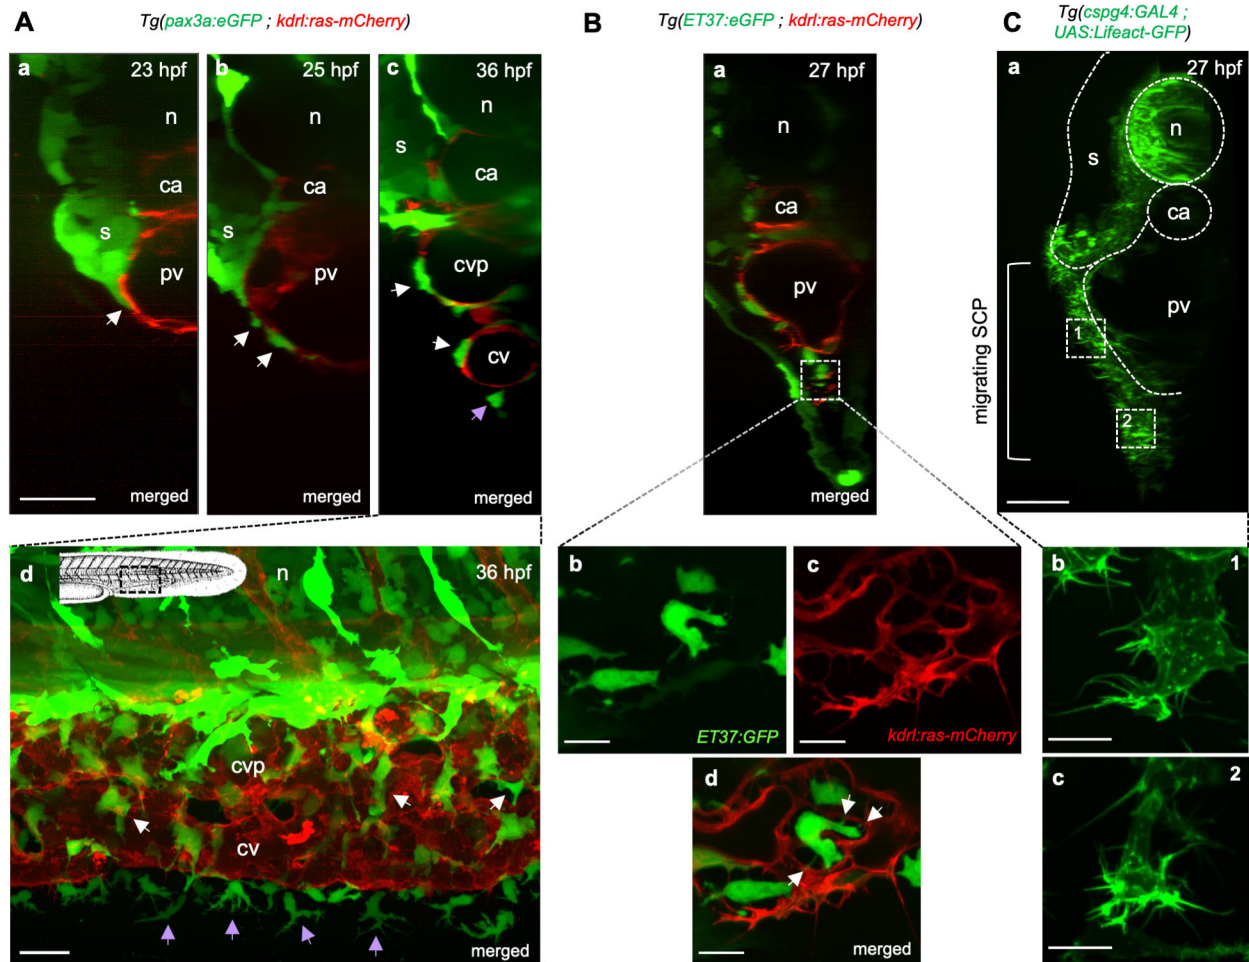 A
Tg(pax3a:eGFP ; kdrl:ras-mCherry)
a
23 hpf
n
ca
s
pv
merged
b
25 hpf
n
ca
s
pv
merged
c
36 hpf
n
s
ca
cvp
cv
merged
d
n
36 hpf
cvp
cv
merged
B
Tg(ET37:eGFP ; kdrl:ras-mCherry)
a
27 hpf
n
ca
pv
merged
b
ET37:GFP
c
kdrl:ras-mCherry
d
merged
C
Tg(cspg4:GAL4 ;
UAS:Lifeact-GFP)
a
27 hpf
n
s
ca
pv
migrating SCP
1
2
b
1
c
2